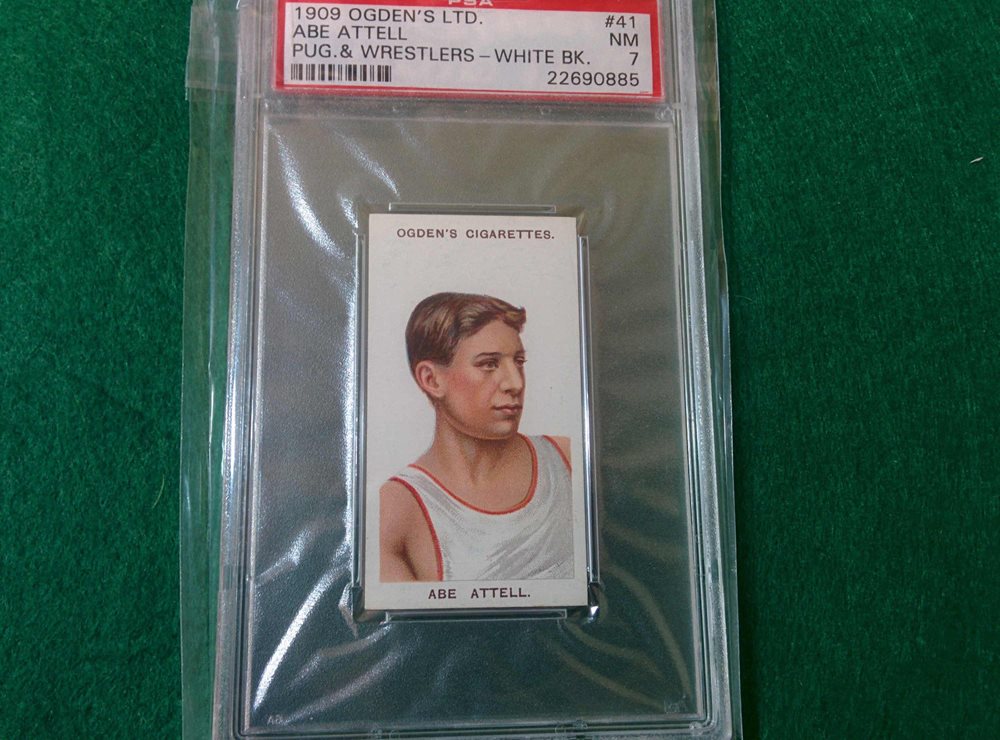 PSA
1909 OGDEN'S LTD. #41
ABE ATTELL NM
PUG.& WRESTLERS – WHITE BK. 7
22690885
OGDEN'S CIGARETTES.
ABE ATTELL.